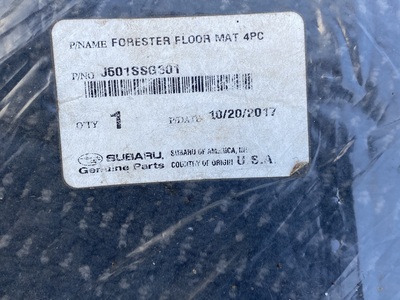 P/NAME FORESTER FLOOR MAT 4PC
P/NO J501SSG301
Q'TY 1 P/DATE 10/20/2017
SUBARU. SUBARU OF AMERICA, INC.
Genuine Parts COUNTRY OF ORIGIN U.S.A.